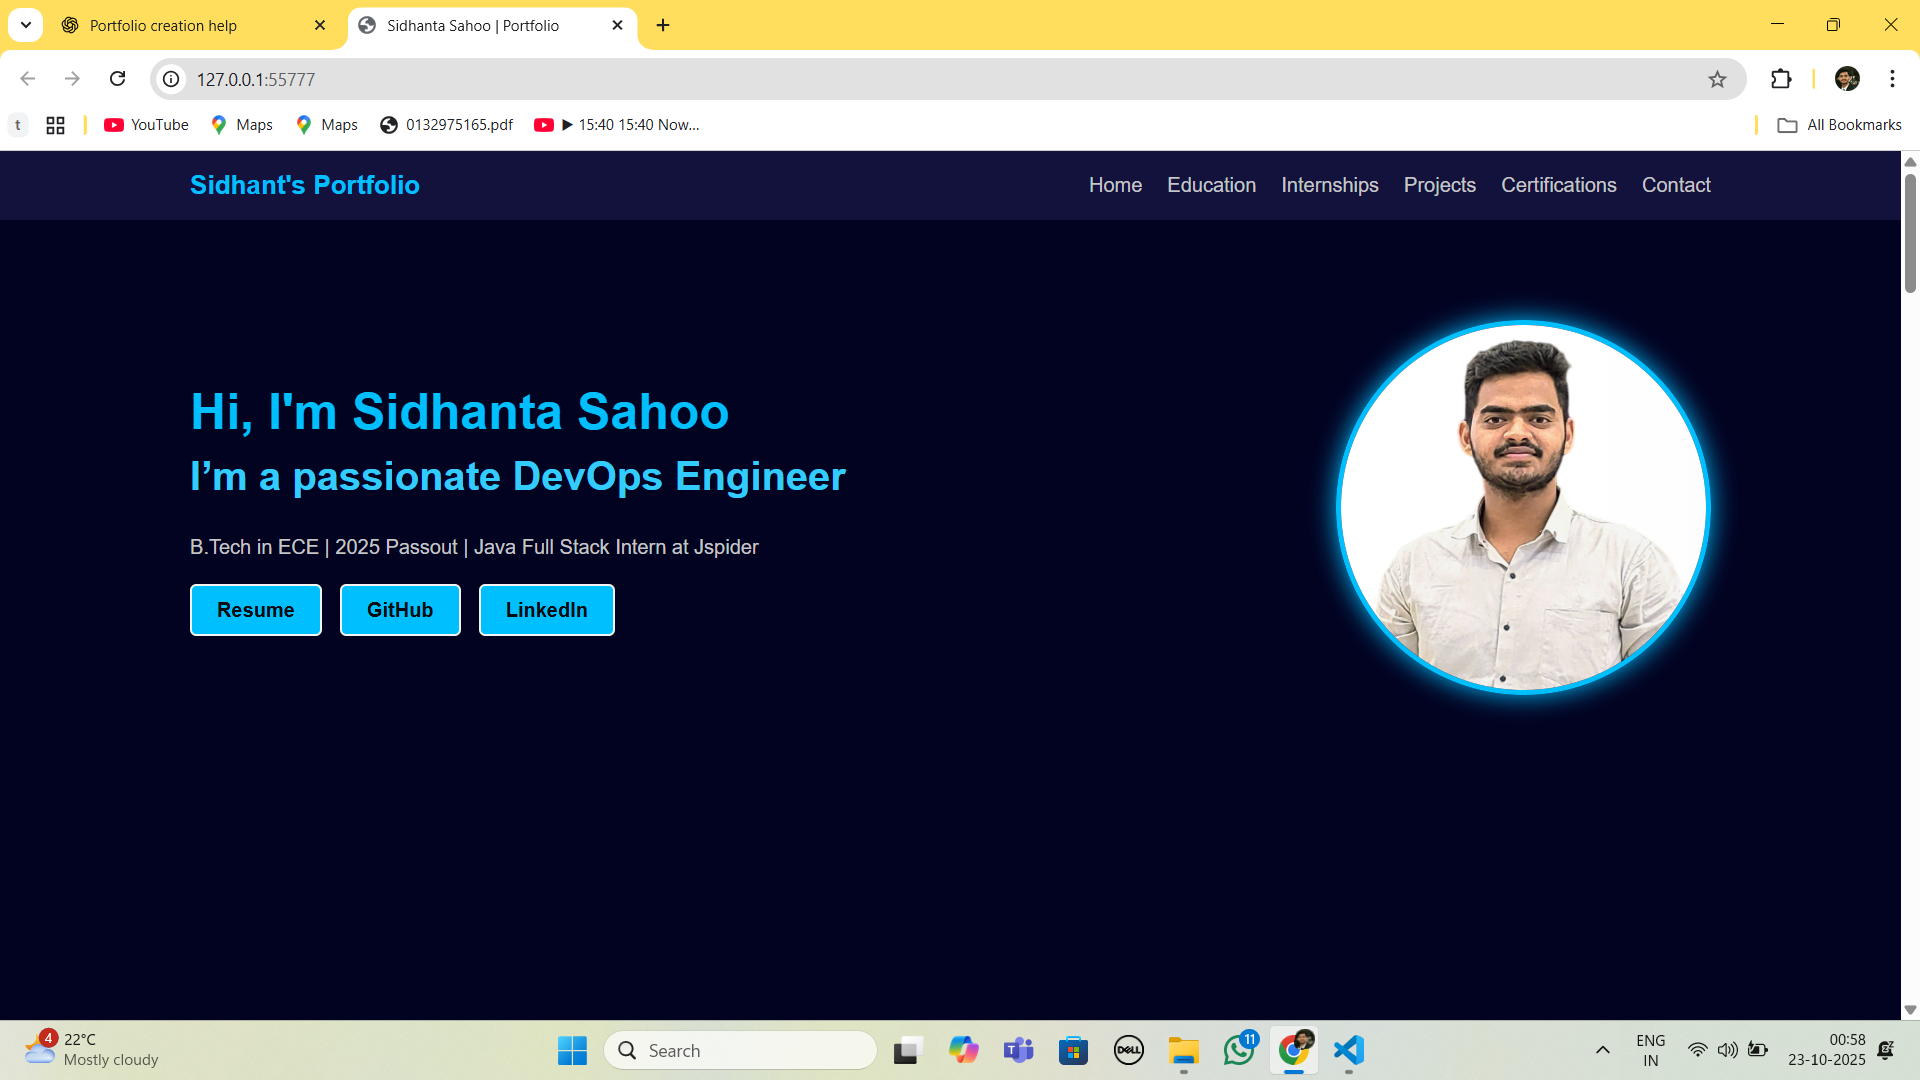 Portfolio creation help
Sidhanta Sahoo | Portfolio
127.0.0.1:55777
t
YouTube
Maps
Maps
0132975165.pdf
▶ 15:40 15:40 Now...
All Bookmarks
Sidhant's Portfolio
Home
Education
Internships
Projects
Certifications
Contact
Hi, I'm Sidhanta Sahoo
I’m a passionate DevOps Engineer
B.Tech in ECE | 2025 Passout | Java Full Stack Intern at Jspider
Resume
GitHub
LinkedIn
4
22°C
Mostly cloudy
Search
T
DELL
11
ENG
IN
00:58
23-10-2025